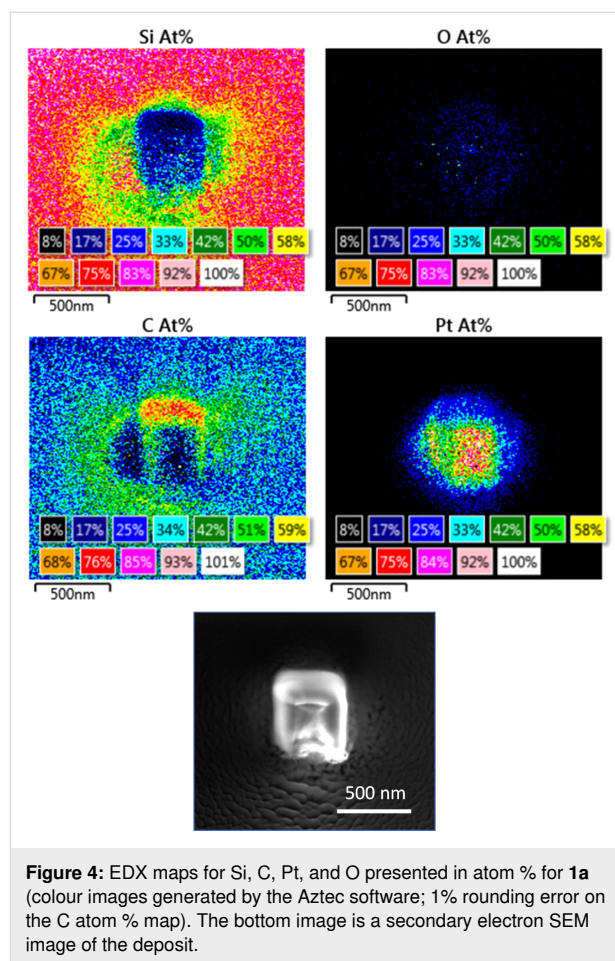 Si At%
O At%
8% 17% 25% 33% 42% 50% 58%
67% 75% 83% 92% 100%
500nm
8% 17% 25% 33% 42% 50% 58%
67% 75% 83% 92% 100%
500nm
C At%
Pt At%
8% 17% 25% 34% 42% 51% 59%
68% 76% 85% 93% 101%
500nm
8% 17% 25% 33% 42% 50% 58%
67% 75% 84% 92% 100%
500nm
500 nm
Figure 4: EDX maps for Si, C, Pt, and O presented in atom % for 1a
(colour images generated by the Aztec software; 1% rounding error on
the C atom % map). The bottom image is a secondary electron SEM
image of the deposit.